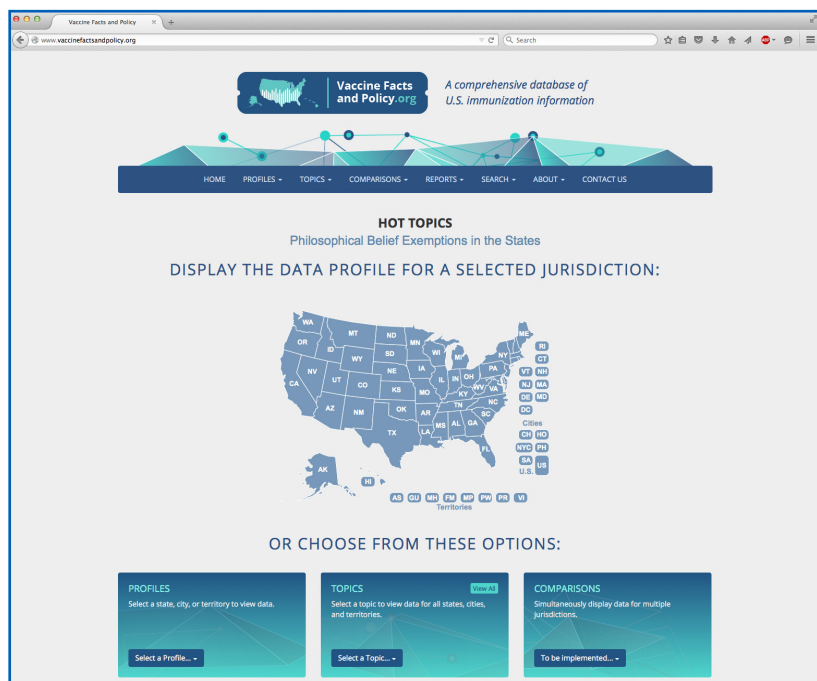 Vaccine Facts and Policy
www.vaccinefactsandpolicy.org
Search
ABP
Vaccine Facts
and Policy.org
A comprehensive database of
U.S. immunization information
HOME PROFILES TOPICS COMPARISONS REPORTS SEARCH ABOUT CONTACT US
HOT TOPICS
Philosophical Belief Exemptions in the States
DISPLAY THE DATA PROFILE FOR A SELECTED JURISDICTION:
WA MT ND MN ME
OR ID SD WI MI NY RI
WY CT
NV NE IA PA VT NH
CA UT CO IL IN OH NJ MA
KS MO KY WV VA DE MD
AZ NM OK AR TN NC DC
TX LA MS AL GA SC Cities
CH HO
FL NYC PH
AK SA US
HI U.S.
AS GU MH FM MP PW PR VI
Territories
OR CHOOSE FROM THESE OPTIONS:
PROFILES
Select a state, city, or territory to view data.
Select a Profile...
TOPICS View All
Select a topic to view data for all states, cities,
and territories.
Select a Topic...
COMPARISONS
Simultaneously display data for multiple
jurisdictions.
To be implemented...